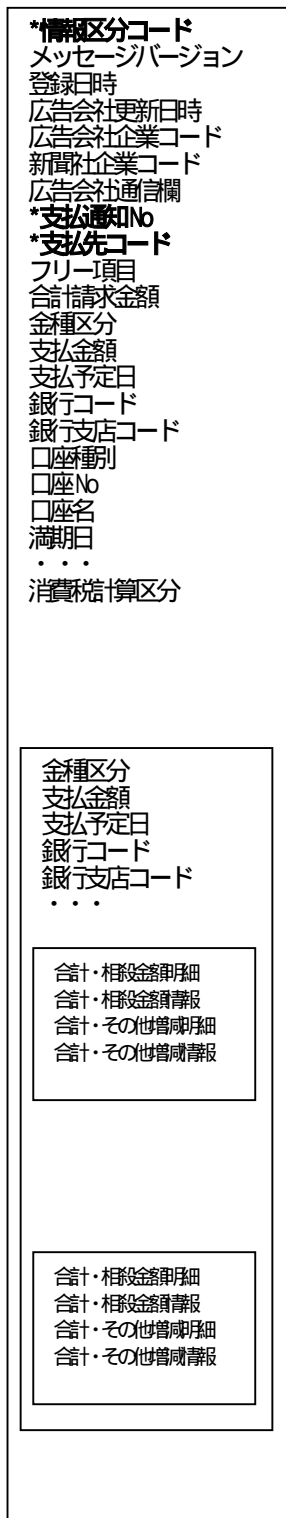 *情報区分コード
メッセージバージョン
登録日時
広告会社更新日時
広告会社企業コード
新聞社企業コード
広告会社通信欄
*支払通知No
*支払先コード
フリー項目
合計請求金額
金種区分
支払金額
支払予定日
銀行コード
銀行支店コード
口座種別
口座No
口座名
満期日
・・・
消費税計算区分
金種区分
支払金額
支払予定日
銀行コード
銀行支店コード
・・・
合計・相殺金額明細
合計・相殺金額情報
合計・その他増減明細
合計・その他増減情報
合計・相殺金額明細
合計・相殺金額情報
合計・その他増減明細
合計・その他増減情報